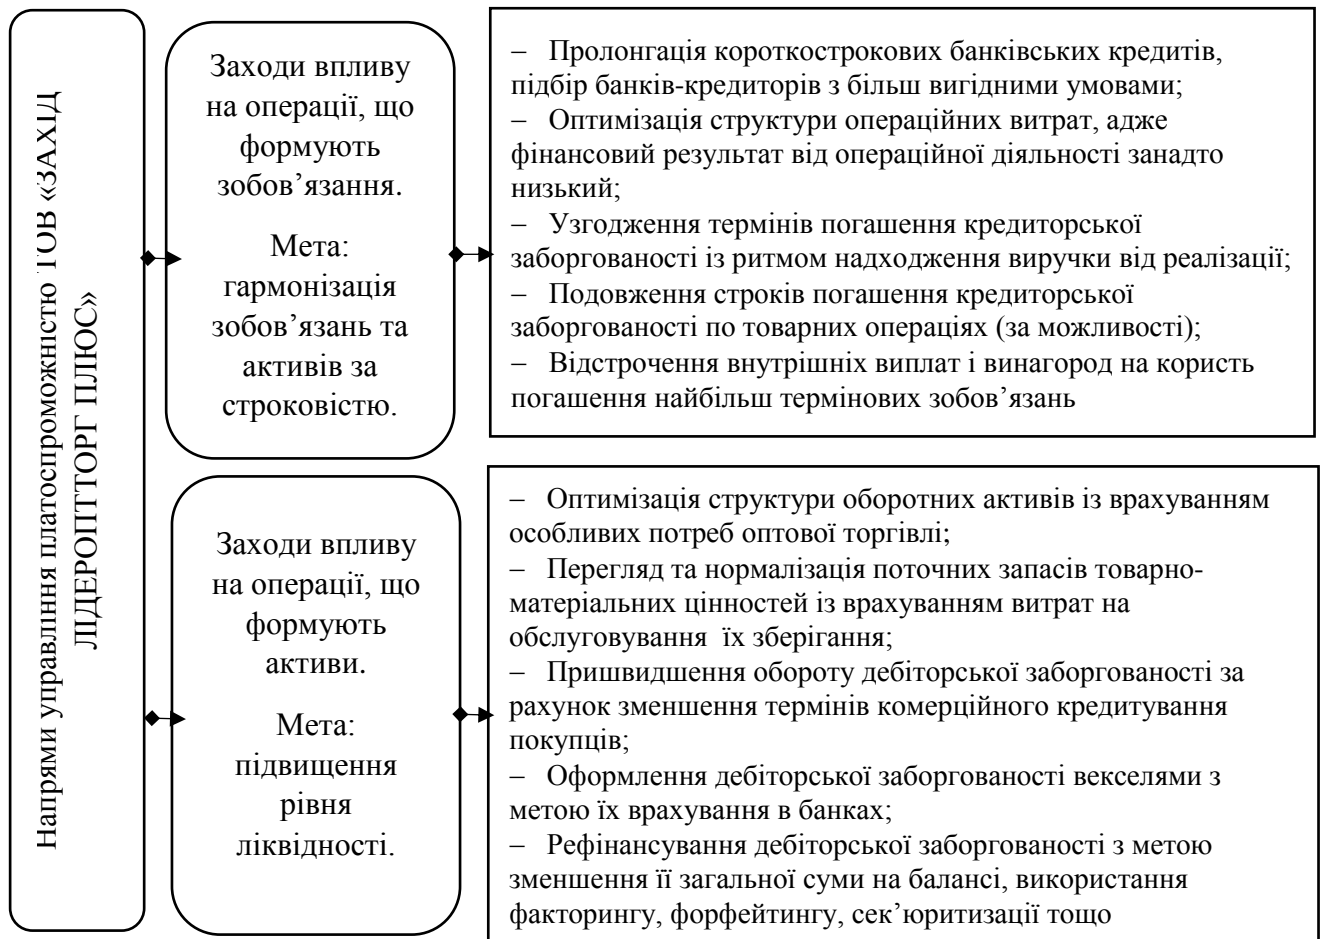 Напрями управління платоспроможністю ТОВ «ЗАХІД
ЛІДЕРОПТТОРГ ПЛЮС»
Заходи впливу
на операції, що
формують
зобов’язання.
Мета:
гармонізація
зобов’язань та
активів за
строковістю.
– Пролонгація короткострокових банківських кредитів,
підбір банків-кредиторів з більш вигідними умовами;
– Оптимізація структури операційних витрат, адже
фінансовий результат від операційної діяльності занадто
низький;
– Узгодження термінів погашення кредиторської
заборгованості із ритмом надходження виручки від реалізації;
– Подовження строків погашення кредиторської
заборгованості по товарних операціях (за можливості);
– Відстрочення внутрішніх виплат і винагород на користь
погашення найбільш термінових зобов’язань
Заходи впливу
на операції, що
формують
активи.
Мета:
підвищення
рівня
ліквідності.
– Оптимізація структури оборотних активів із врахуванням
особливих потреб оптової торгівлі;
– Перегляд та нормалізація поточних запасів товарно-
матеріальних цінностей із врахуванням витрат на
обслуговування їх зберігання;
– Пришвидшення обороту дебіторської заборгованості за
рахунок зменшення термінів комерційного кредитування
покупців;
– Оформлення дебіторської заборгованості векселями з
метою їх врахування в банках;
– Рефінансування дебіторської заборгованості з метою
зменшення її загальної суми на балансі, використання
факторингу, форфейтингу, сек’юритизації тощо